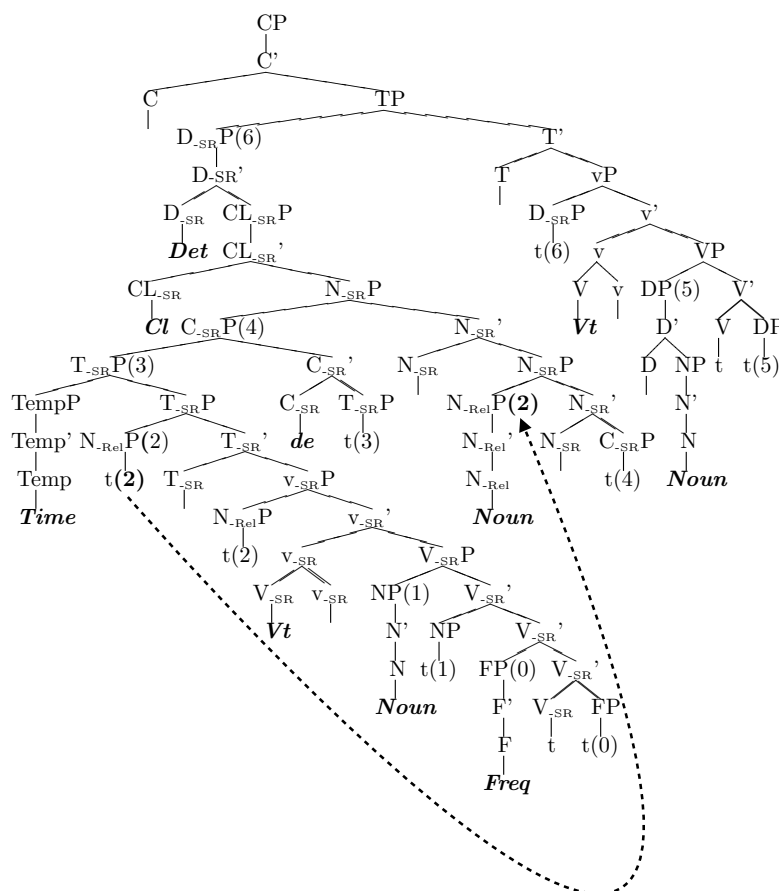 CP
C'
C TP
D-SRP(6) T'
D-SR' T vP
D-SR CL-SRP D-SRP v'
Det CL-SR' t(6) v VP
CL-SR N-SRP V v DP(5) V'
Cl C-SRP(4) N-SR' Vt D' V DP
T-SRP(3) C-SR' N-SR N-SRP D NP t t(5)
TempP T-SRP C-SR T-SRP N-RelP(2) N-SR' N'
Temp' N-RelP(2) T-SR' de t(3) N-Rel' N-SR C-SRP N
Temp t(2) T-SR v-SRP N-Rel t(4) Noun
Time N-RelP v-SR' Noun
t(2) v-SR V-SRP
V-SR v-SR NP(1) V-SR'
Vt N' NP V-SR'
N t(1) FP(0) V-SR'
Noun F' V-SR FP
F t t(0)
Freq